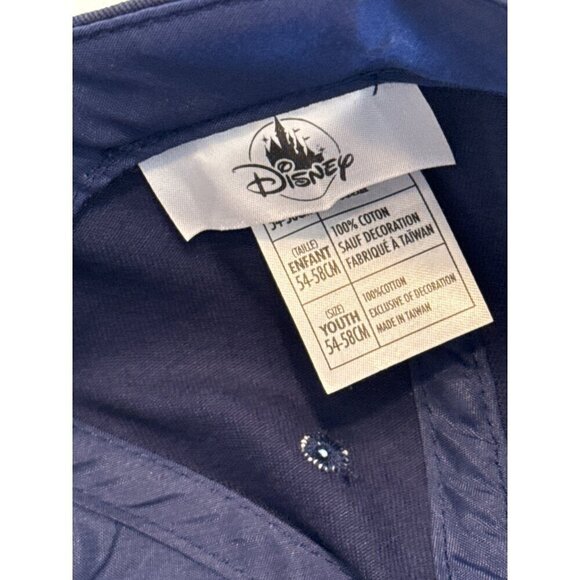 Disney
(TAILLE)
ENFANT
54-58CM
100% COTON
SAUF DECORATION
FABRIQUÉ À TAÏWAN
(SIZE)
YOUTH
54-58CM
100%COTTON
EXCLUSIVE OF DECORATION
MADE IN TAIWAN